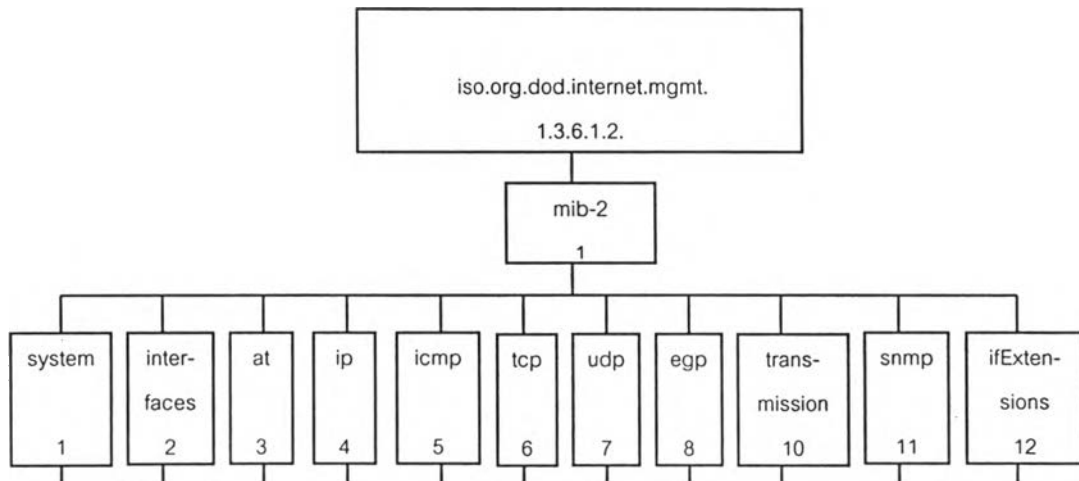 iso.org.dod.internet.mgmt.
1.3.6.1.2.
mib-2
1
system
1
inter-
faces
2
at
3
ip
4
icmp
5
tcp
6
udp
7
egp
8
trans-
mission
10
snmp
11
ifExten-
sions
12